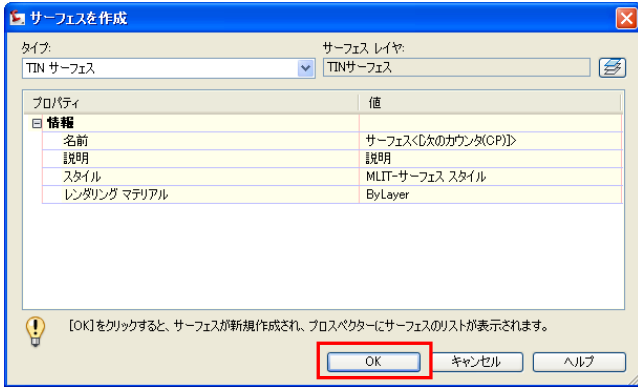 サーフェスを作成
タイプ: サーフェス レイヤ:
TIN サーフェス TINサーフェス
プロパティ 値
情報
名前 サーフェス<[次のカウンタ(CP)]>
説明 説明
スタイル MLIT-サーフェス スタイル
レンダリング マテリアル ByLayer
[OK]をクリックすると、サーフェスが新規作成され、プロスペクターにサーフェスのリストが表示されます。
OK キャンセル ヘルプ